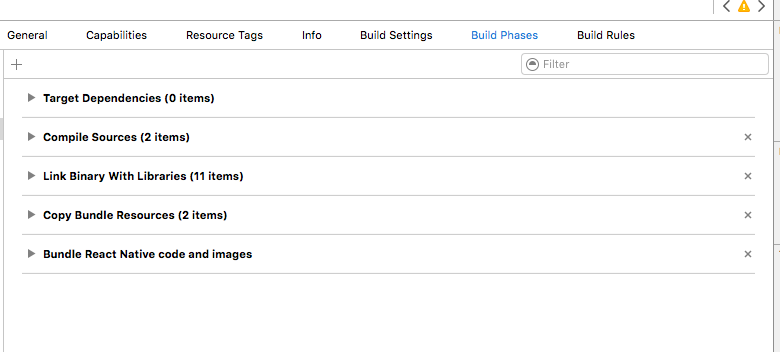 General Capabilities Resource Tags Info Build Settings Build Phases Build Rules
Filter
Target Dependencies (0 items)
Compile Sources (2 items)
Link Binary With Libraries (11 items)
Copy Bundle Resources (2 items)
Bundle React Native code and images